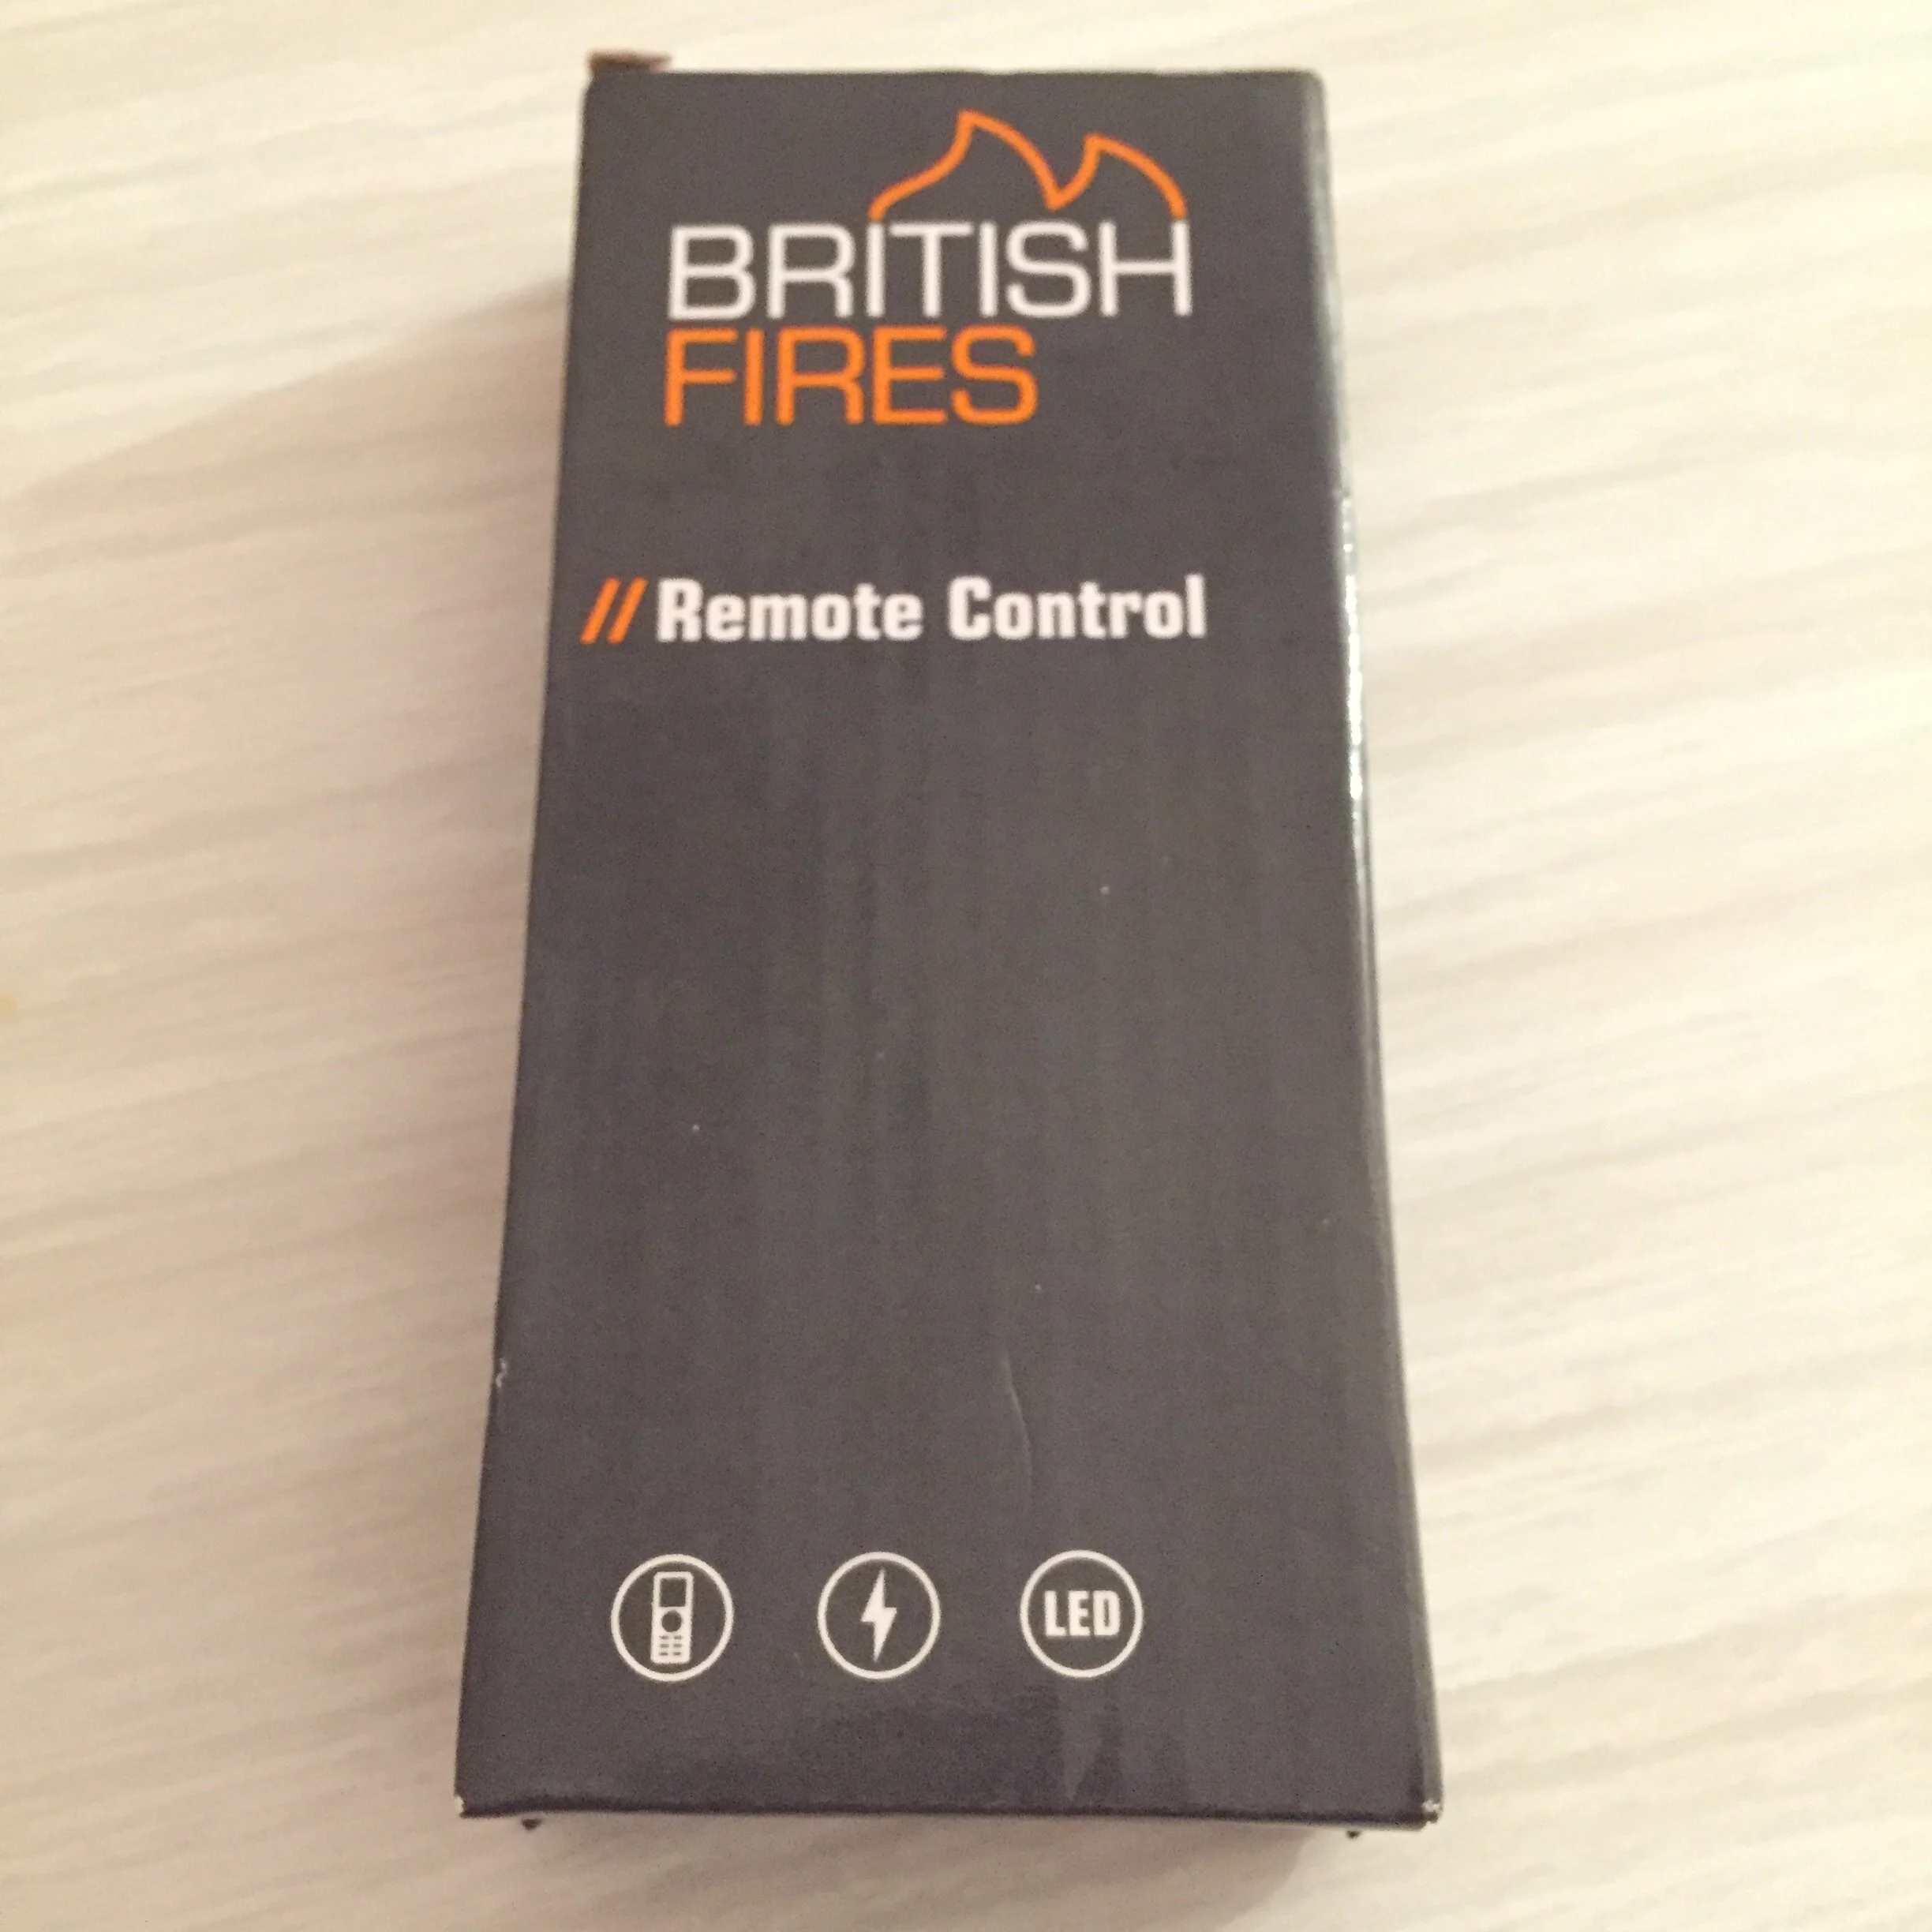 BRITISH
FIRES
// Remote Control
LED